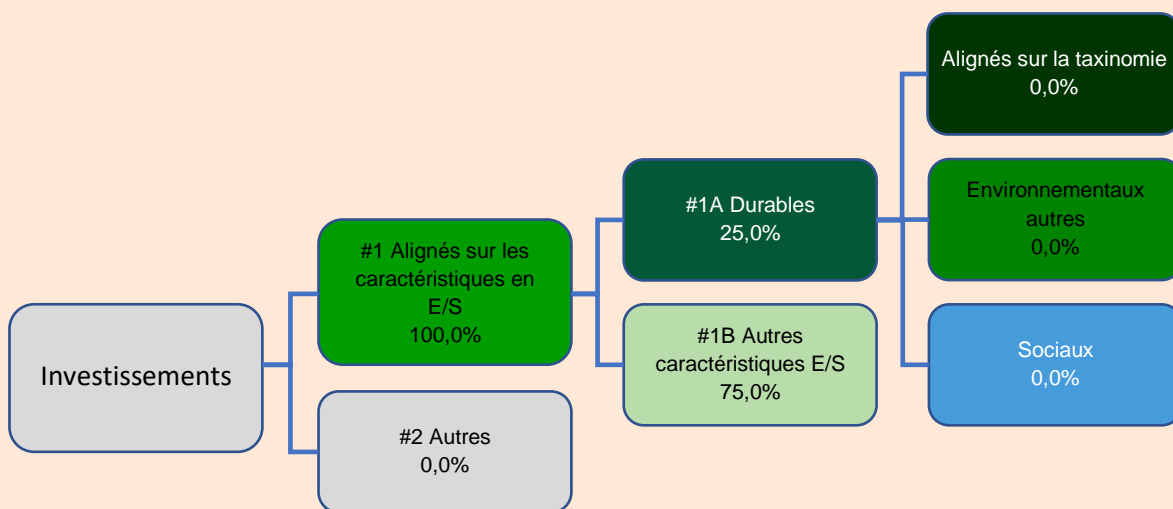 Investissements
#1 Alignés sur les
caractéristiques en
E/S
100,0%
#2 Autres
0,0%
#1A Durables
25,0%
#1B Autres
caractéristiques E/S
75,0%
Alignés sur la taxinomie
0,0%
Environnementaux
autres
0,0%
Sociaux
0,0%